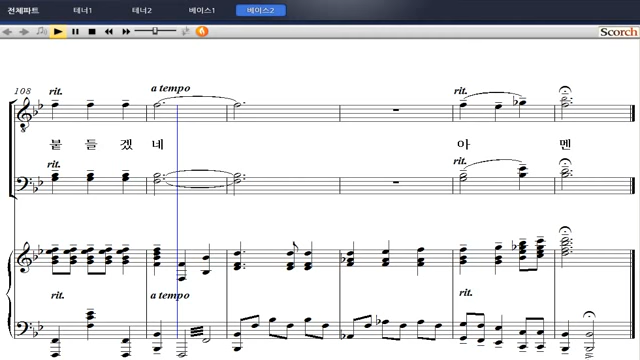 전체파트 테너1 테너2 베이스1 베이스2
Scorch
108 rit. a tempo rit.
붙 들 겠 네 아 멘
rit. rit.
rit. a tempo rit.